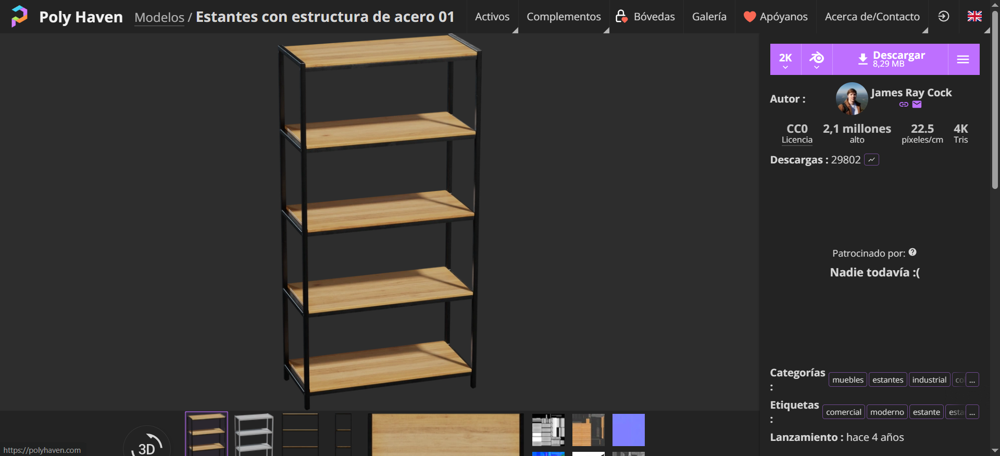 Poly Haven
Modelos / Estantes con estructura de acero 01
Activos
Complementos
Bóvedas
Galería
Apóyanos
Acerca de/Contacto
2K
Descargar
8,29 MB
Autor :
James Ray Cock
CC0
Licencia
2,1 millones
alto
22.5
píxeles/cm
4K
Tris
Descargas : 29802
Patrocinado por:
Nadie todavía :(
Categorías
:
muebles
estantes
industrial
co
...
Etiquetas
:
comercial
moderno
estante
esta
...
Lanzamiento : hace 4 años
3D
https://polyhaven.com